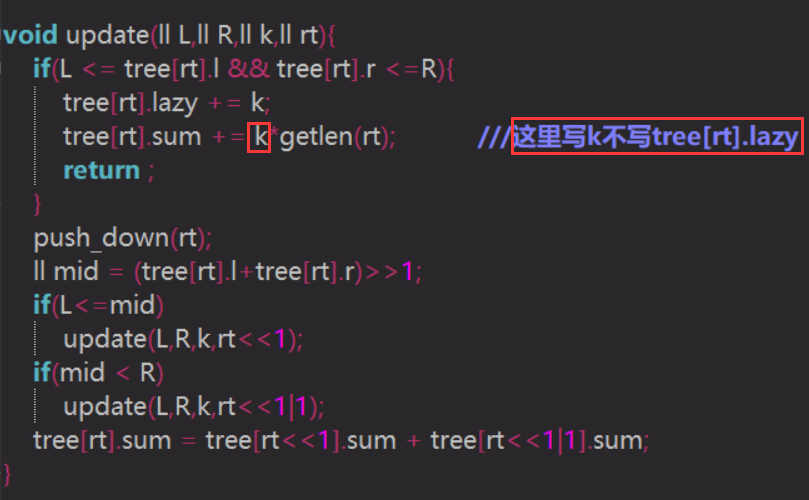 void update(ll L,ll R,ll k,ll rt){
if(L <= tree[rt].l && tree[rt].r <=R){
tree[rt].lazy += k;
tree[rt].sum += k*getlen(rt); ///这里写k不写tree[rt].lazy
return ;
}
push_down(rt);
ll mid = (tree[rt].l+tree[rt].r)>>1;
if(L<=mid)
update(L,R,k,rt<<1);
if(mid < R)
update(L,R,k,rt<<1|1);
tree[rt].sum = tree[rt<<1].sum + tree[rt<<1|1].sum;
}